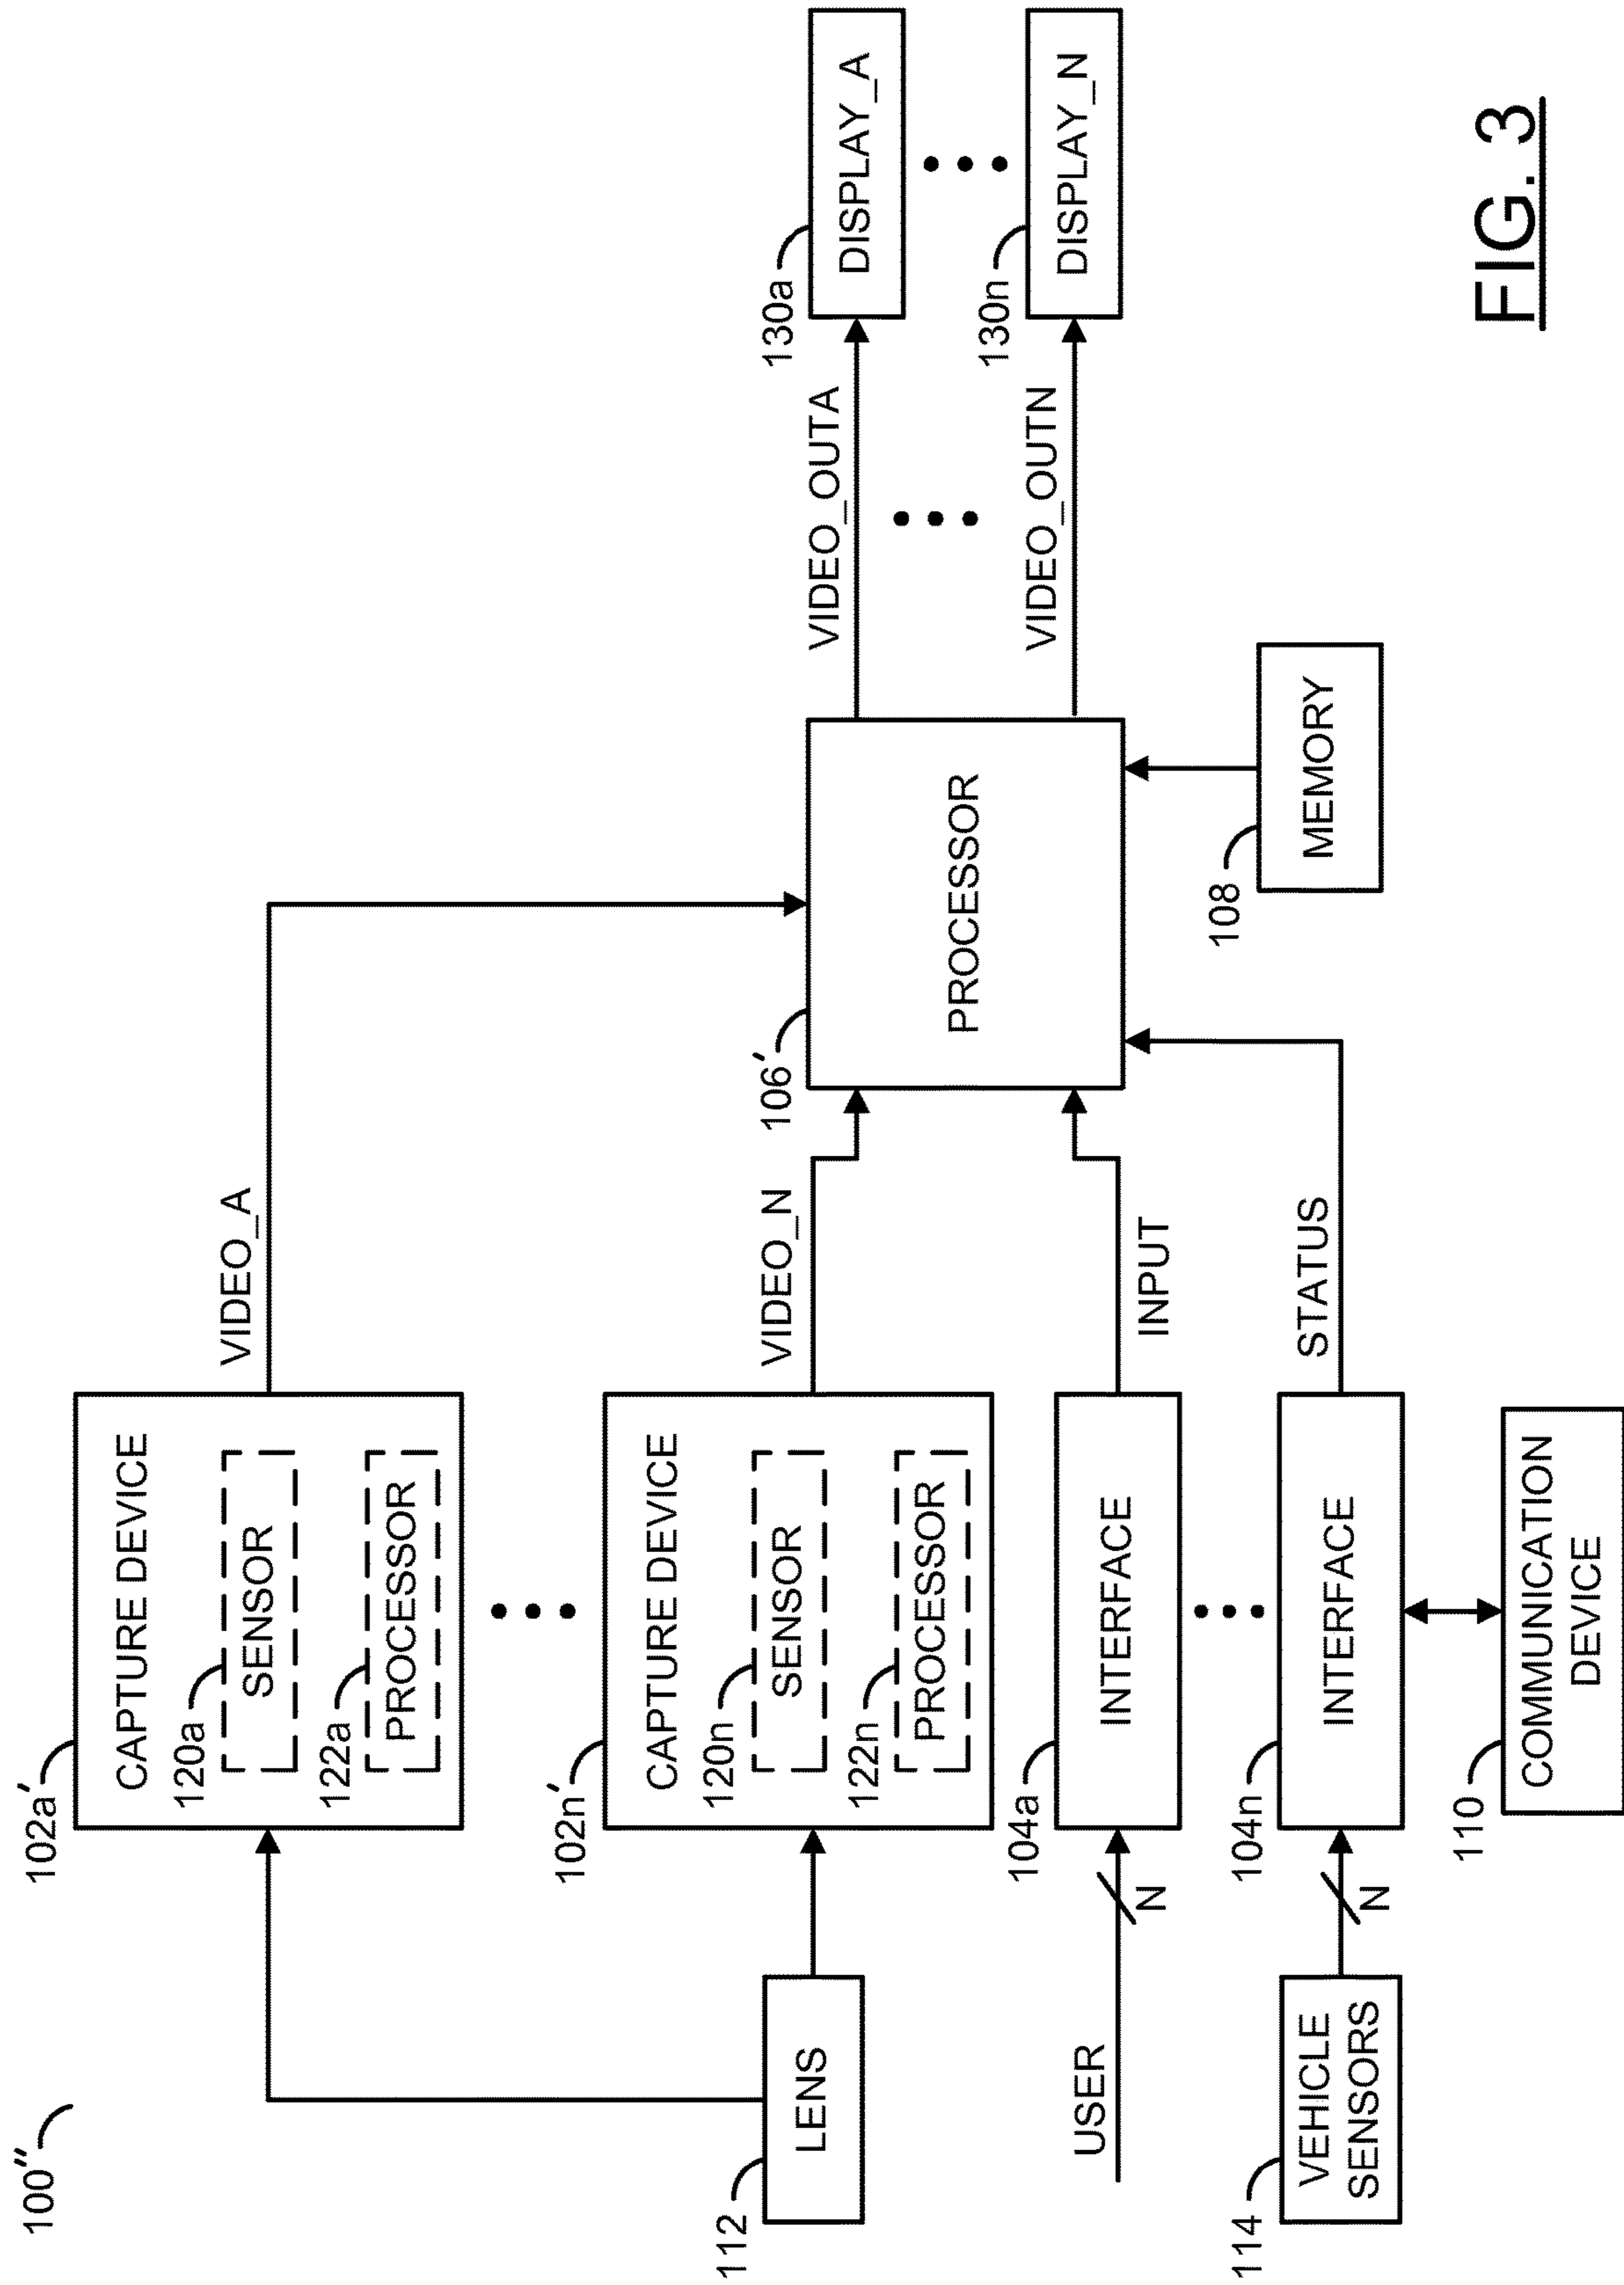 100''
102a'
CAPTURE DEVICE
120a
SENSOR
122a
PROCESSOR
VIDEO_A
102n'
CAPTURE DEVICE
120n
SENSOR
122n
PROCESSOR
VIDEO_N
112
LENS
106'
PROCESSOR
VIDEO_OUTA
130a
DISPLAY_A
VIDEO_OUTN
130n
DISPLAY_N
USER
N
104a
INTERFACE
INPUT
114
VEHICLE
SENSORS
N
104n
INTERFACE
STATUS
108
MEMORY
110
COMMUNICATION
DEVICE
FIG. 3